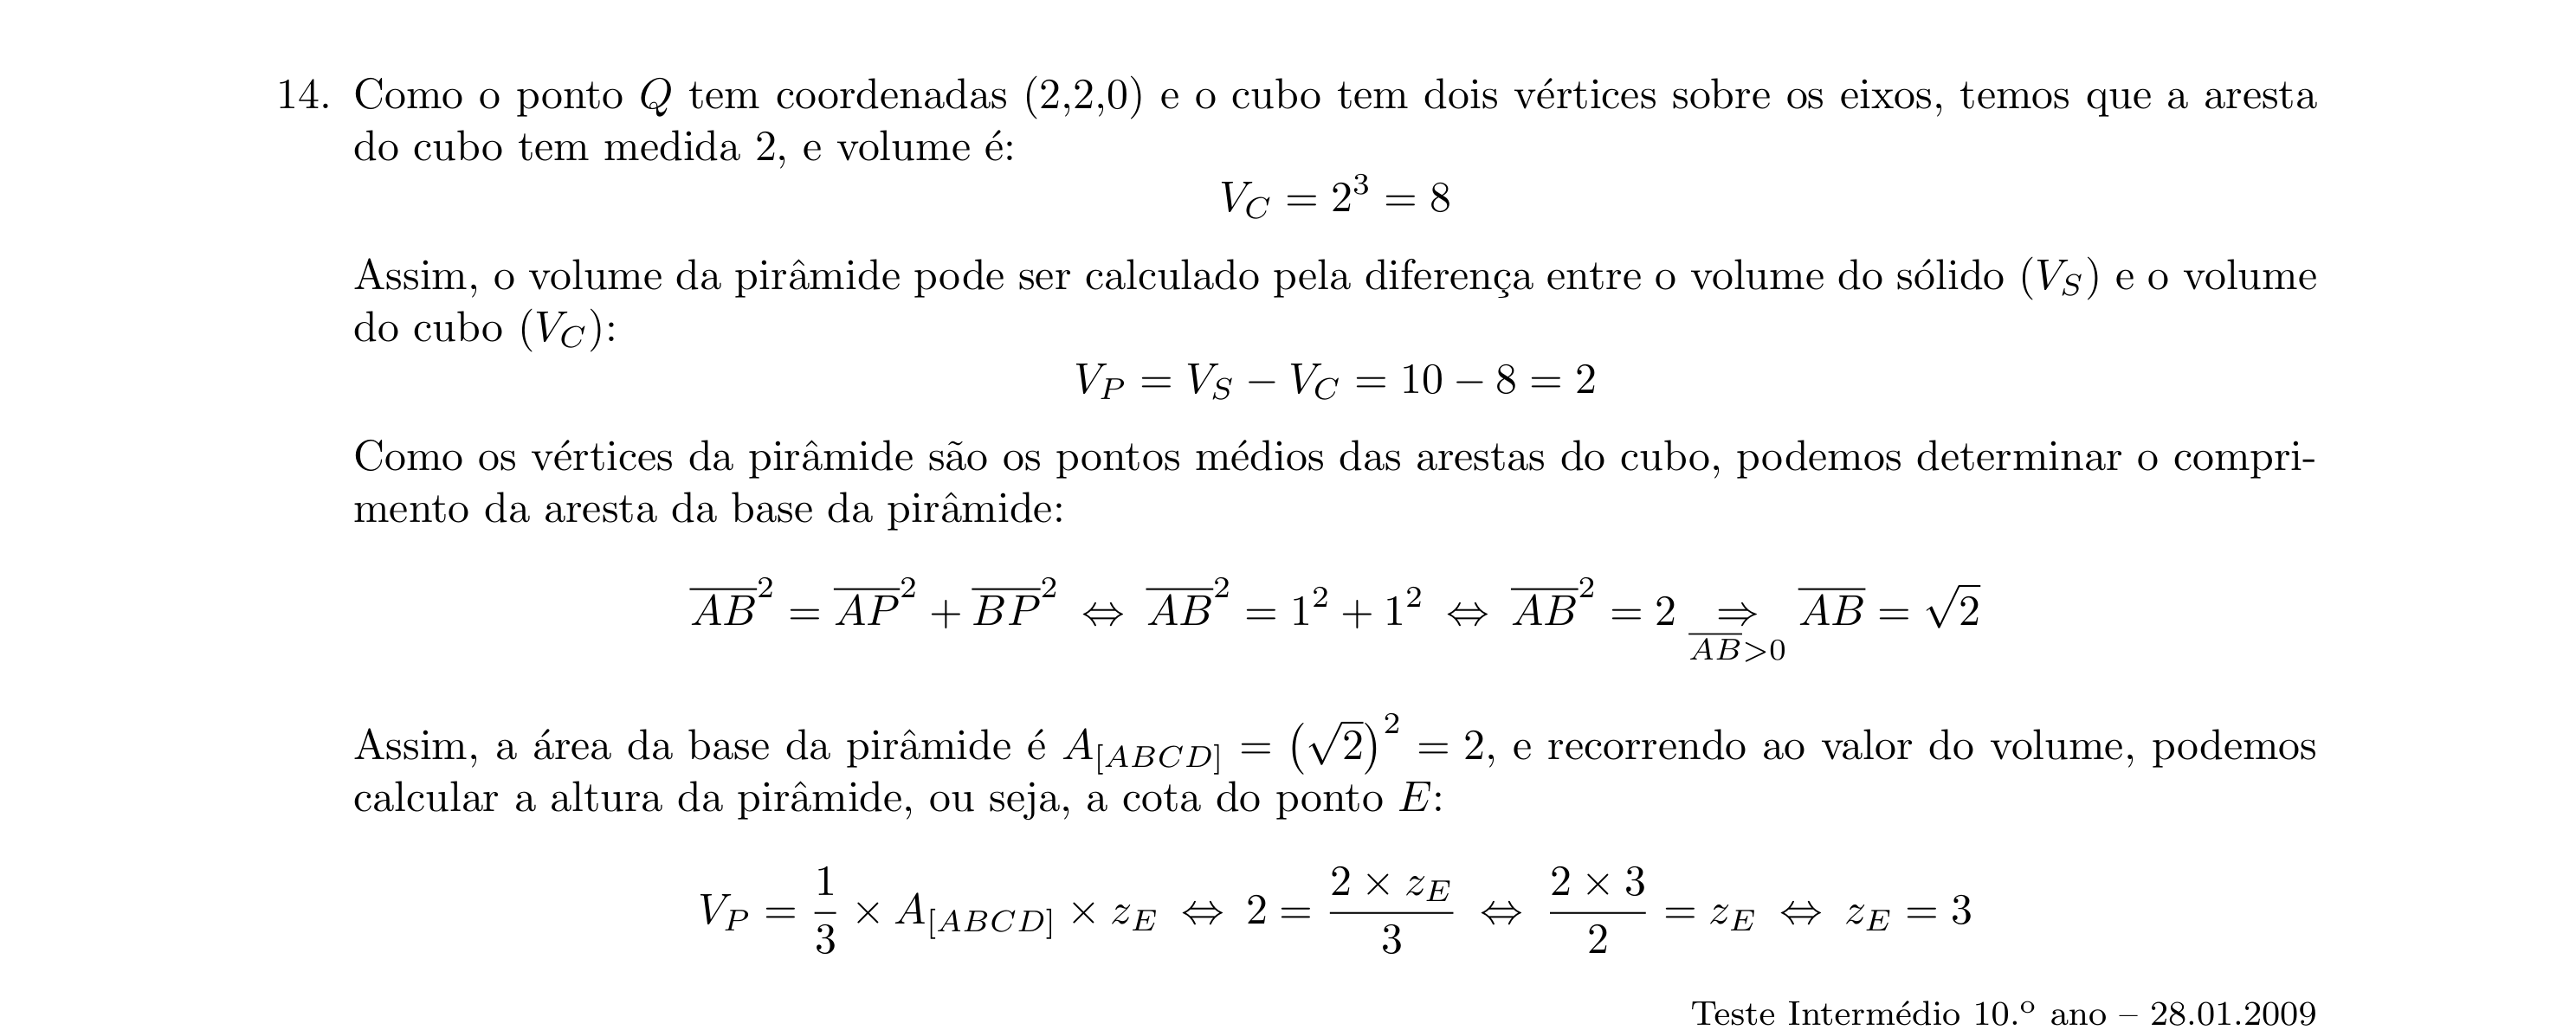 14. Como o ponto Q tem coordenadas (2,2,0) e o cubo tem dois vértices sobre os eixos, temos que a aresta
do cubo tem medida 2, e volume é:
$V_C = 2^3 = 8$
Assim, o volume da pirâmide pode ser calculado pela diferença entre o volume do sólido $(V_S)$ e o volume
do cubo $(V_C)$:
$V_P = V_S - V_C = 10 - 8 = 2$
Como os vértices da pirâmide são os pontos médios das arestas do cubo, podemos determinar o compri-
mento da aresta da base da pirâmide:
$\overline{AB}^2 = \overline{AP}^2 + \overline{BP}^2 \Leftrightarrow \overline{AB}^2 = 1^2 + 1^2 \Leftrightarrow \overline{AB}^2 = 2 \underset{\overline{AB}>0}{\Rightarrow} \overline{AB} = \sqrt{2}$
Assim, a área da base da pirâmide é $A_{[ABCD]} = (\sqrt{2})^2 = 2$, e recorrendo ao valor do volume, podemos
calcular a altura da pirâmide, ou seja, a cota do ponto E:
$V_P = \frac{1}{3} \times A_{[ABCD]} \times z_E \Leftrightarrow 2 = \frac{2 \times z_E}{3} \Leftrightarrow \frac{2 \times 3}{2} = z_E \Leftrightarrow z_E = 3$
Teste Intermédio 10.º ano – 28.01.2009